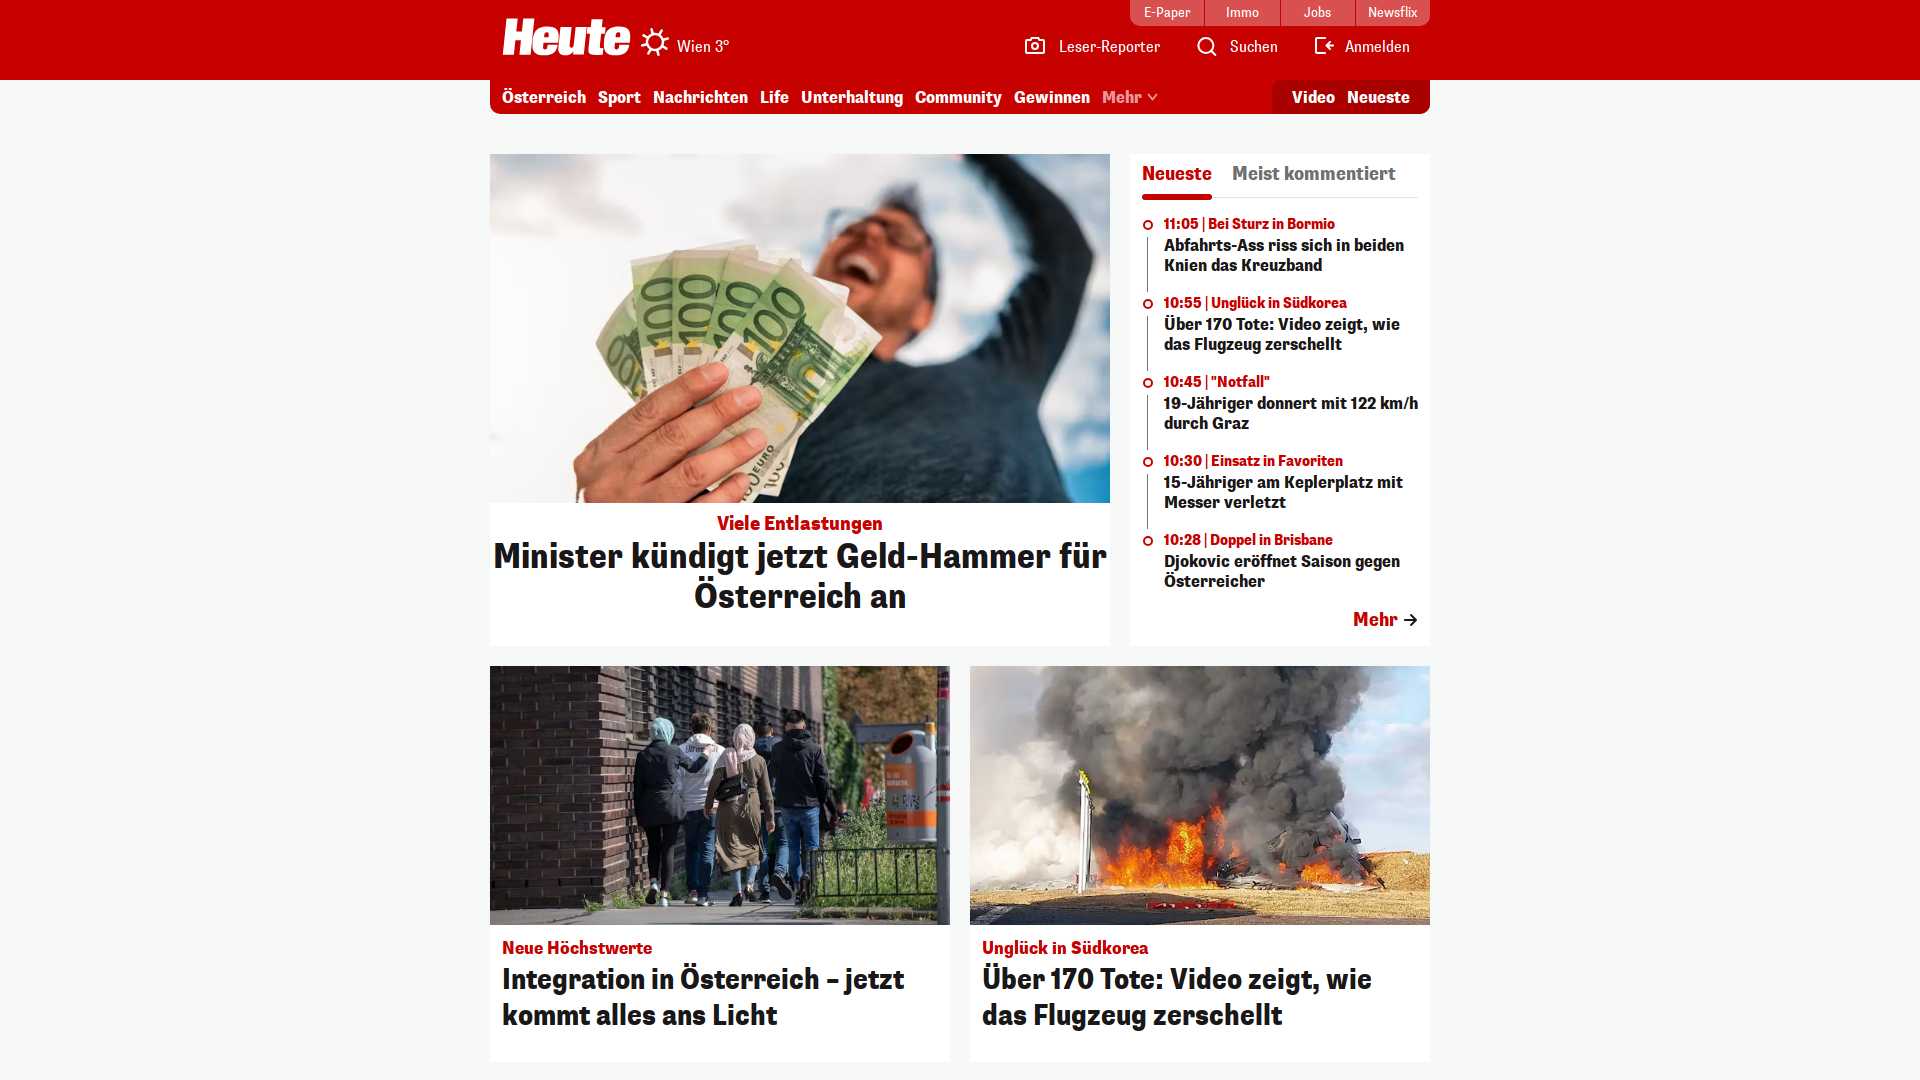 E-Paper
Immo
Jobs
Newsflix
Heute
Wien 3°
Leser-Reporter
Suchen
Anmelden
Österreich
Sport
Nachrichten
Life
Unterhaltung
Community
Gewinnen
Mehr
Video
Neueste
Viele Entlastungen
Minister kündigt jetzt Geld-Hammer für
Österreich an
Neueste
Meist kommentiert
11:05 | Bei Sturz in Bormio
Abfahrts-Ass riss sich in beiden
Knien das Kreuzband
10:55 | Unglück in Südkorea
Über 170 Tote: Video zeigt, wie
das Flugzeug zerschellt
10:45 | "Notfall"
19-Jähriger donnert mit 122 km/h
durch Graz
10:30 | Einsatz in Favoriten
15-Jähriger am Keplerplatz mit
Messer verletzt
10:28 | Doppel in Brisbane
Djokovic eröffnet Saison gegen
Österreicher
Mehr
100
100
100
100
100
EURO
Neue Höchstwerte
Integration in Österreich – jetzt
kommt alles ans Licht
Unglück in Südkorea
Über 170 Tote: Video zeigt, wie
das Flugzeug zerschellt